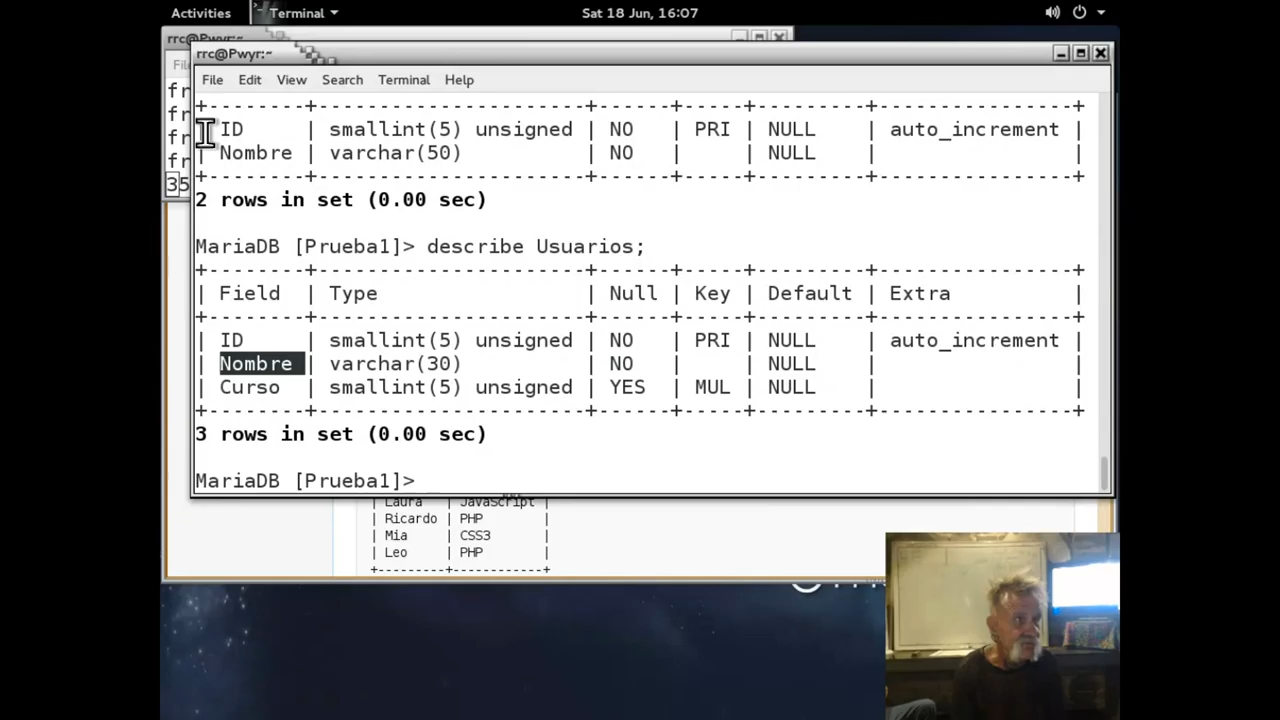 Activities Terminal Sat 18 Jun, 16:07
rrc@Pwyr:~
rrc@Pwyr:~
File Edit View Search Terminal Help
+--------+-----------------------+------+-----+---------+----------------+
| ID | smallint(5) unsigned | NO | PRI | NULL | auto_increment |
| Nombre | varchar(50) | NO | | NULL | |
+--------+-----------------------+------+-----+---------+----------------+
2 rows in set (0.00 sec)
MariaDB [Prueba1]> describe Usuarios;
+--------+-----------------------+------+-----+---------+----------------+
| Field | Type | Null | Key | Default | Extra |
+--------+-----------------------+------+-----+---------+----------------+
| ID | smallint(5) unsigned | NO | PRI | NULL | auto_increment |
| Nombre | varchar(30) | NO | | NULL | |
| Curso | smallint(5) unsigned | YES | MUL | NULL | |
+--------+-----------------------+------+-----+---------+----------------+
3 rows in set (0.00 sec)
MariaDB [Prueba1]>
| Laura | JavaScript |
| Ricardo | PHP |
| Mia | CSS3 |
| Leo | PHP |
+---------+------------+